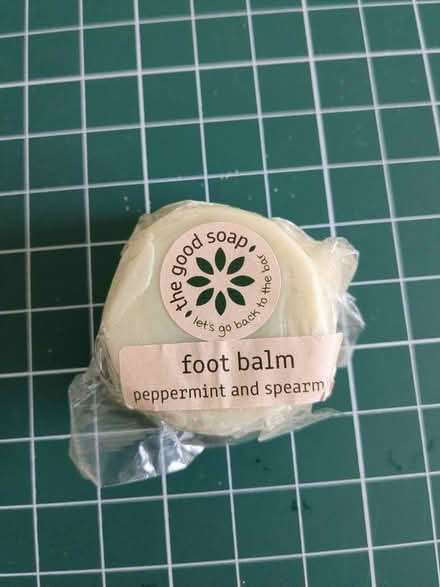 the good soap
let's go back to the bar
foot balm
peppermint and spearm